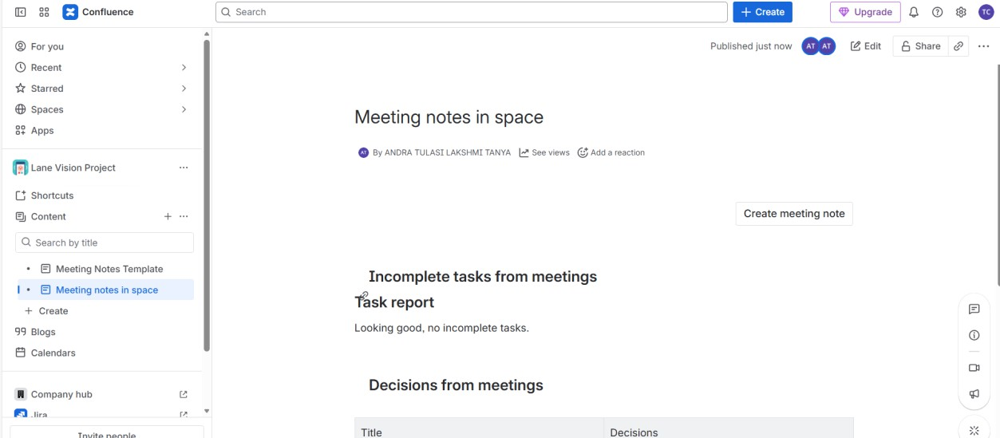 Confluence
Search
+ Create
Upgrade
TC
For you
Recent
Starred
Spaces
Apps
Lane Vision Project
Shortcuts
Content
Search by title
Meeting Notes Template
Meeting notes in space
+ Create
Blogs
Calendars
Company hub
Jira
Invite people
Published just now
AT
AT
Edit
Share
Meeting notes in space
AT By ANDRA TULASI LAKSHMI TANYA See views Add a reaction
Create meeting note
Incomplete tasks from meetings
Task report
Looking good, no incomplete tasks.
Decisions from meetings
Title Decisions